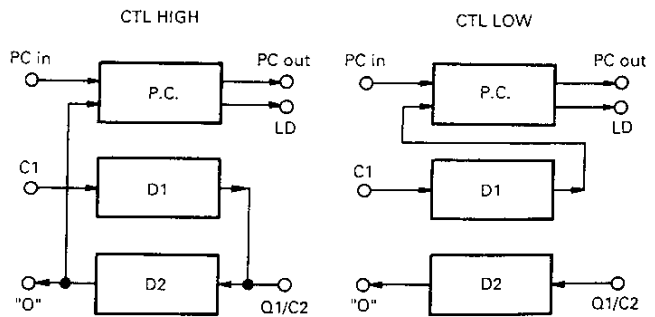 CTL HIGH
CTL LOW
PC in
P.C.
PC out
LD
C1
D1
"O"
D2
Q1/C2
PC in
P.C.
PC out
LD
C1
D1
"O"
D2
Q1/C2